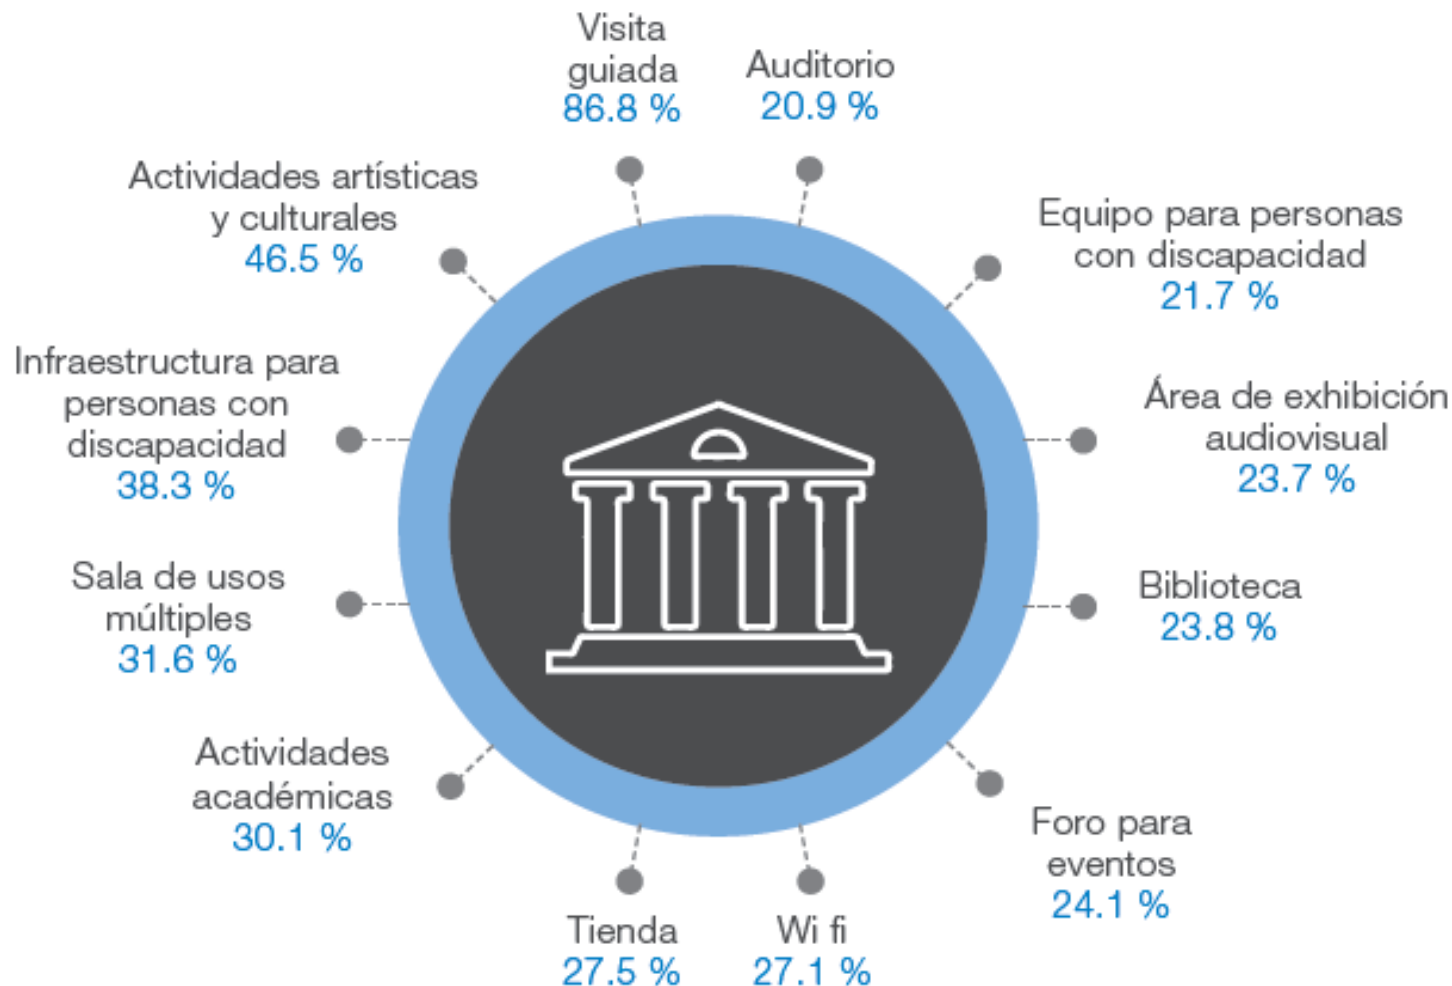 Visita
guiada
86.8 %
Auditorio
20.9 %
Equipo para personas
con discapacidad
21.7 %
Área de exhibición
audiovisual
23.7 %
Biblioteca
23.8 %
Foro para
eventos
24.1 %
Wi fi
27.1 %
Tienda
27.5 %
Actividades
académicas
30.1 %
Sala de usos
múltiples
31.6 %
Infraestructura para
personas con
discapacidad
38.3 %
Actividades artísticas
y culturales
46.5 %